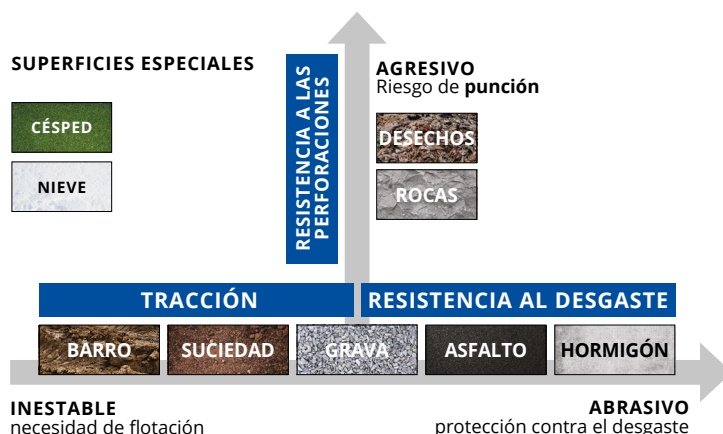 SUPERFICIES ESPECIALES
CÉSPED
NIEVE
RESISTENCIA A LAS
PERFORACIONES
AGRESIVO
Riesgo de punción
DESECHOS
ROCAS
TRACCIÓN
RESISTENCIA AL DESGASTE
BARRO
SUCIEDAD
GRAVA
ASFALTO
HORMIGÓN
INESTABLE
necesidad de flotación
ABRASIVO
protección contra el desgaste